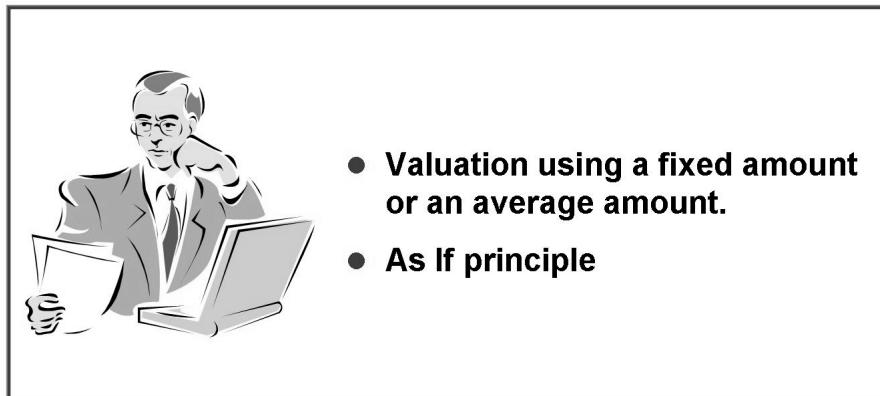 ● Valuation using a fixed amount
or an average amount.
● As If principle